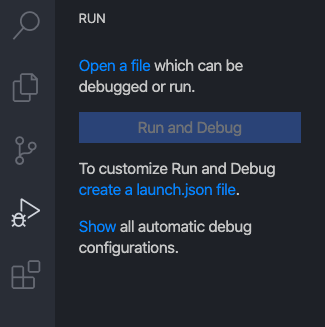 RUN
Open a file which can be
debugged or run.
Run and Debug
To customize Run and Debug
create a launch.json file.
Show all automatic debug
configurations.